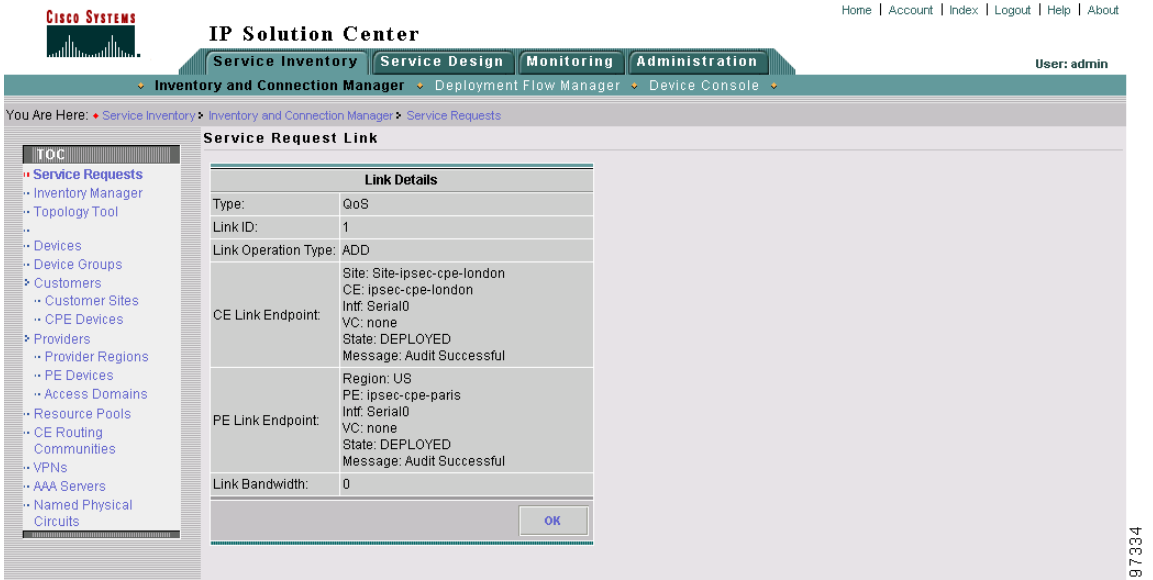 Home | Account | Index | Logout | Help | About
CISCO SYSTEMS
IP Solution Center
Service Inventory Service Design Monitoring Administration
User: admin
Inventory and Connection Manager Deployment Flow Manager Device Console
You Are Here: Service Inventory Inventory and Connection Manager Service Requests
Service Request Link
TOC
Service Requests
Inventory Manager
Topology Tool
Devices
Device Groups
Customers
Customer Sites
CPE Devices
Providers
Provider Regions
PE Devices
Access Domains
Resource Pools
CE Routing
Communities
VPNs
AAA Servers
Named Physical
Circuits
Link Details
Type: QoS
Link ID: 1
Link Operation Type: ADD
CE Link Endpoint:
Site: Site-ipsec-cpe-london
CE: ipsec-cpe-london
Intf: Serial0
VC: none
State: DEPLOYED
Message: Audit Successful
PE Link Endpoint:
Region: US
PE: ipsec-cpe-paris
Intf: Serial0
VC: none
State: DEPLOYED
Message: Audit Successful
Link Bandwidth: 0
OK
97334